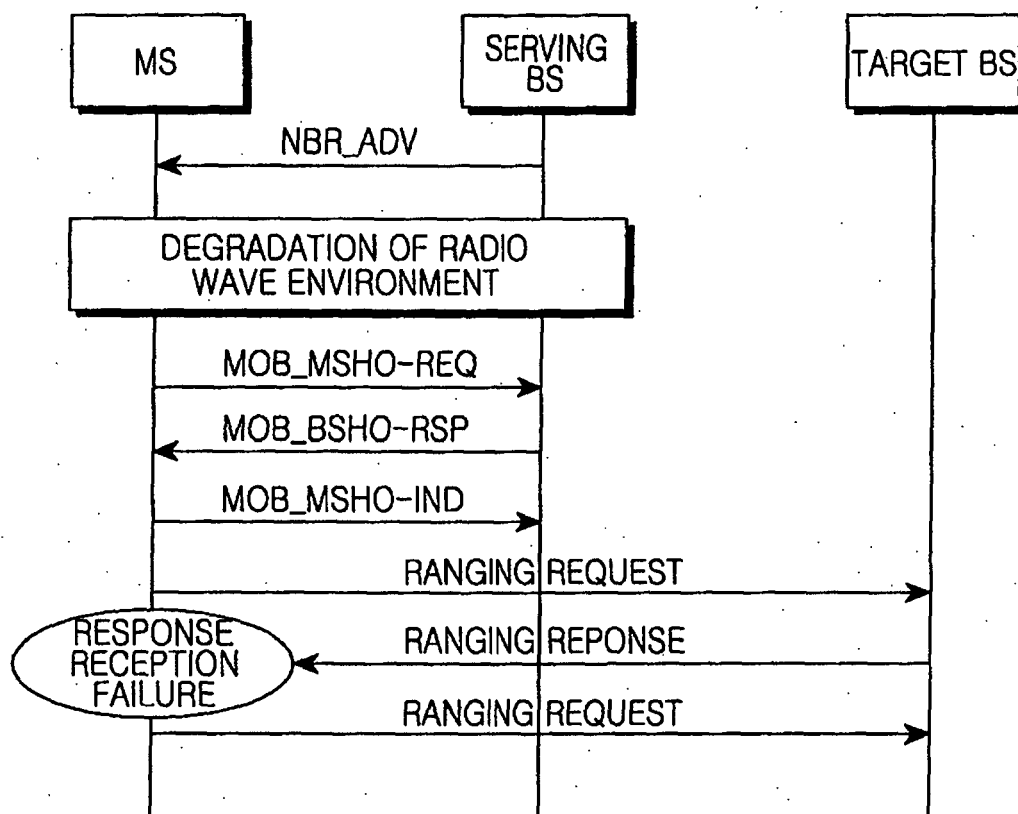 MS
SERVING
BS
TARGET BS
NBR_ADV
DEGRADATION OF RADIO
WAVE ENVIRONMENT
MOB_MSHO-REQ
MOB_BSHO-RSP
MOB_MSHO-IND
RANGING REQUEST
RESPONSE
RECEPTION
FAILURE
RANGING REPONSE
RANGING REQUEST